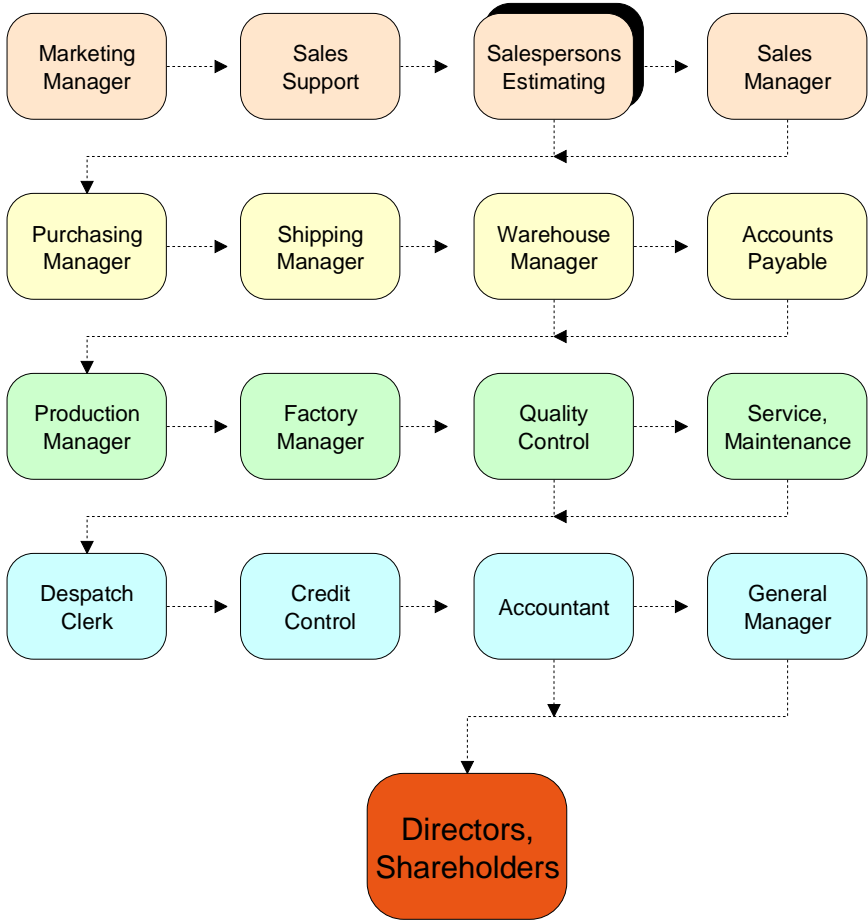 Marketing
Manager
Sales
Support
Salespersons
Estimating
Sales
Manager
Purchasing
Manager
Shipping
Manager
Warehouse
Manager
Accounts
Payable
Production
Manager
Factory
Manager
Quality
Control
Service,
Maintenance
Despatch
Clerk
Credit
Control
Accountant
General
Manager
Directors,
Shareholders